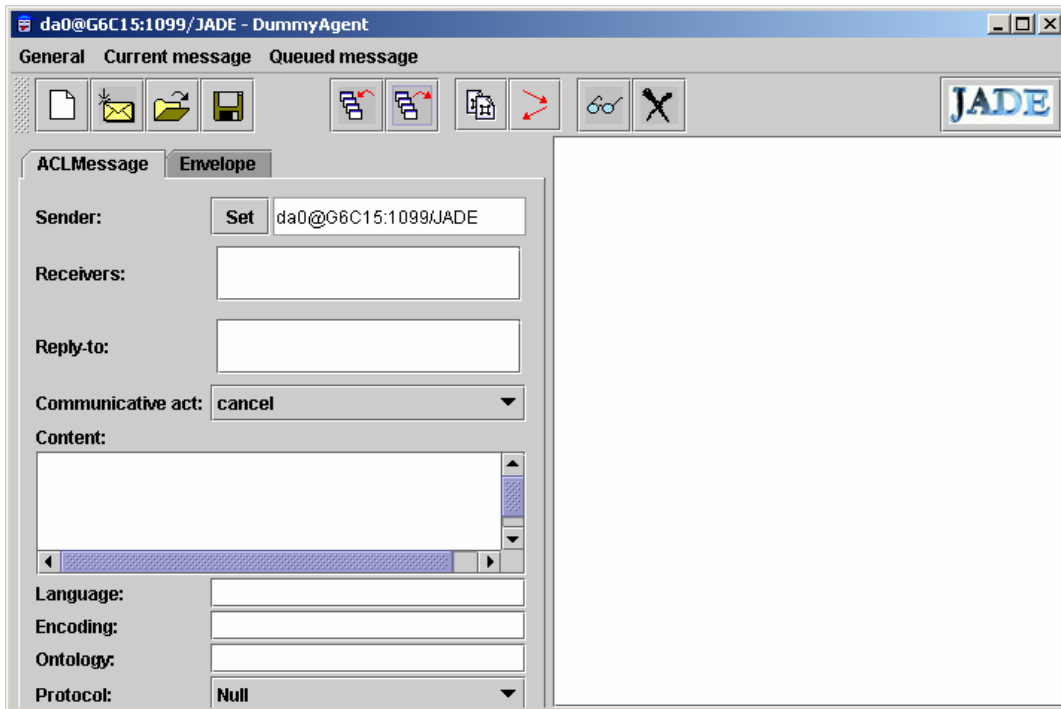 da0@G6C15:1099/JADE - DummyAgent
General Current message Queued message
JADE
ACLMessage Envelope
Sender: Set da0@G6C15:1099/JADE
Receivers:
Reply-to:
Communicative act: cancel
Content:
Language:
Encoding:
Ontology:
Protocol: Null